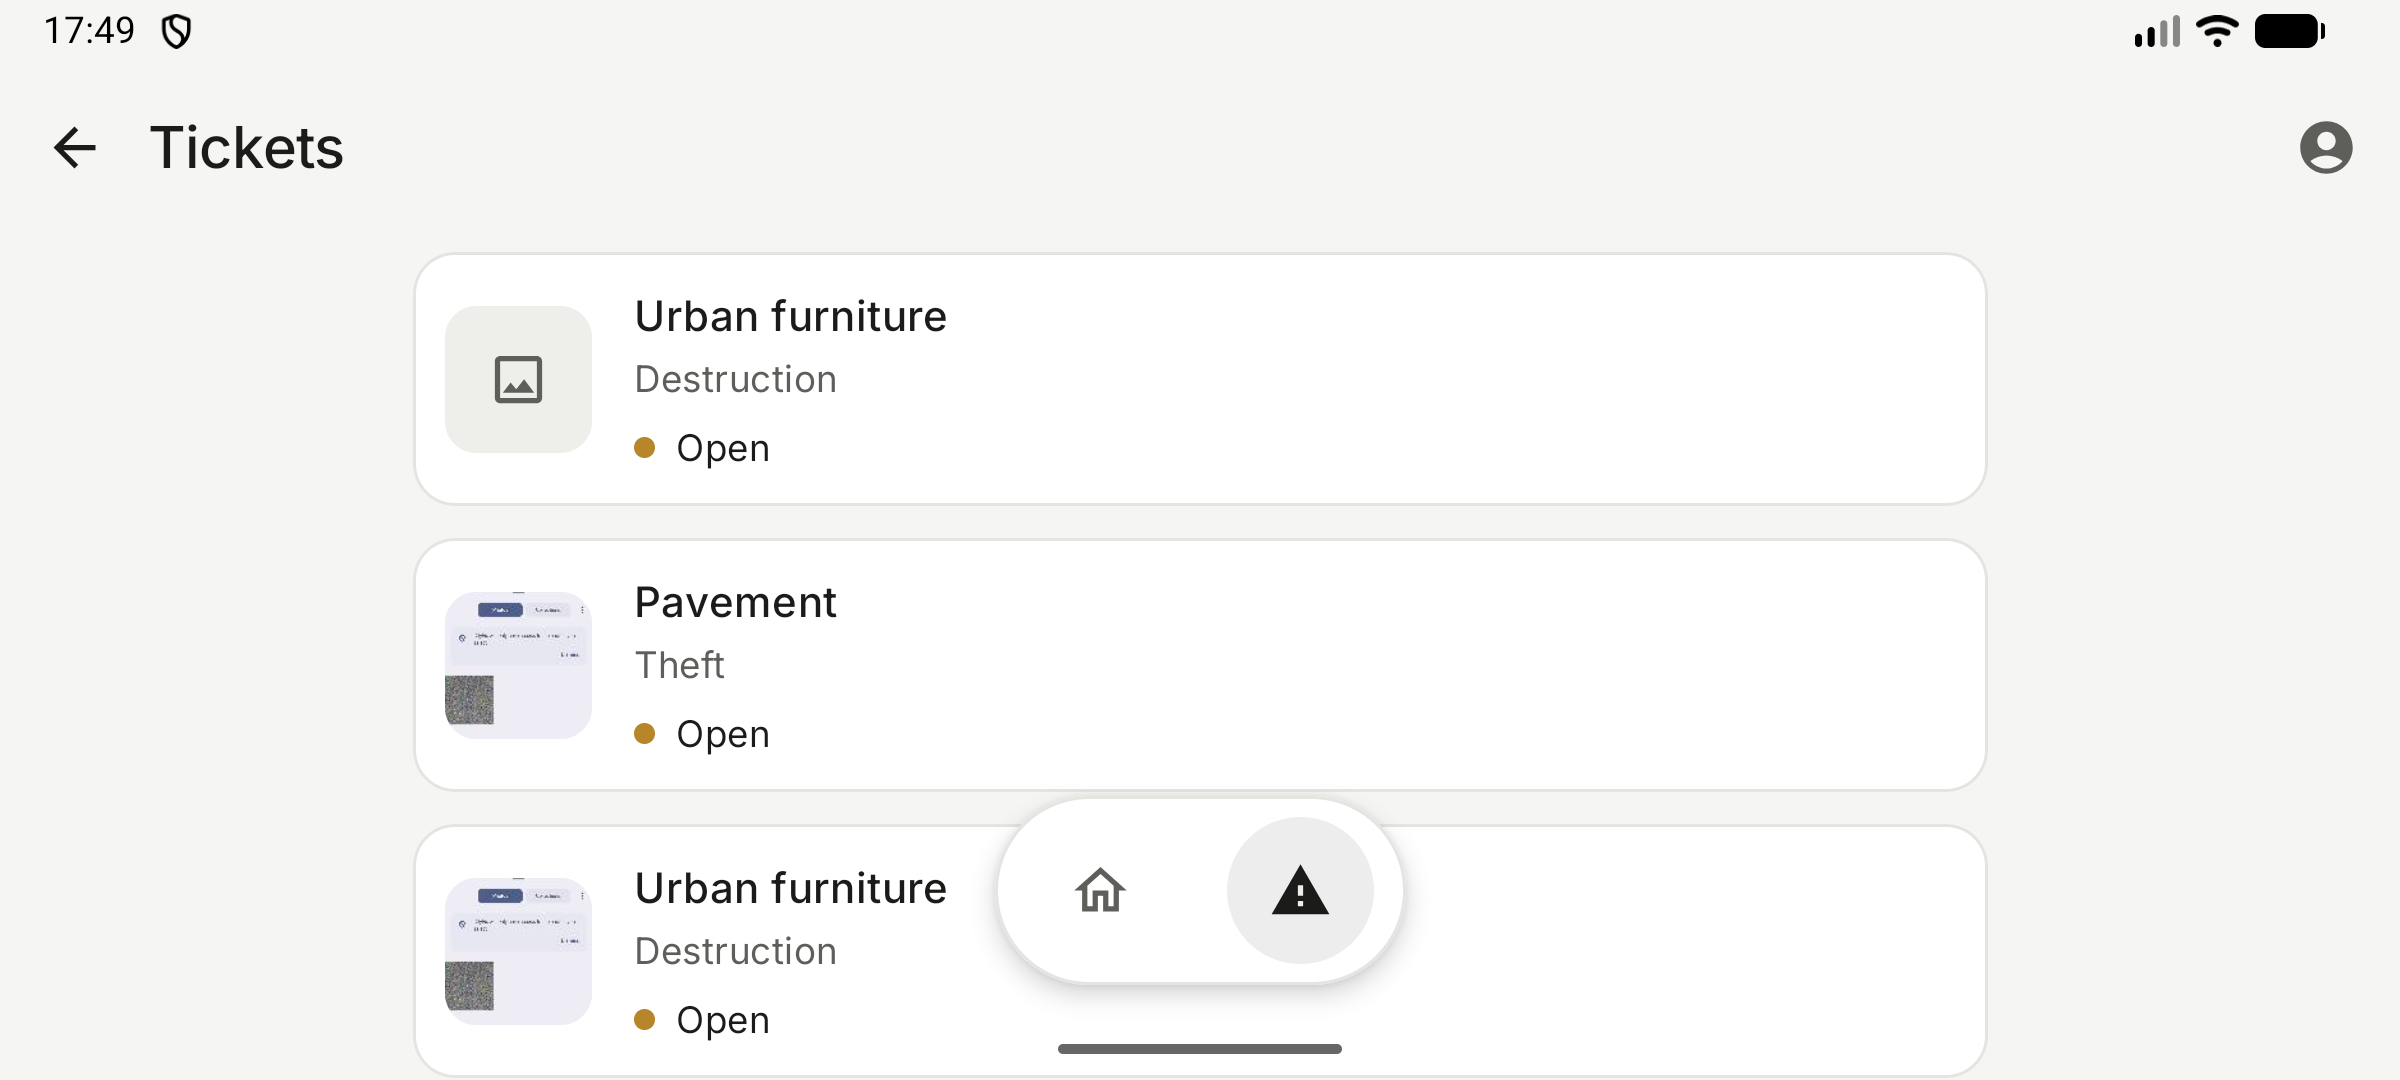 17:49
Tickets
Urban furniture
Destruction
Open
Pavement
Theft
Open
Urban furniture
Destruction
Open